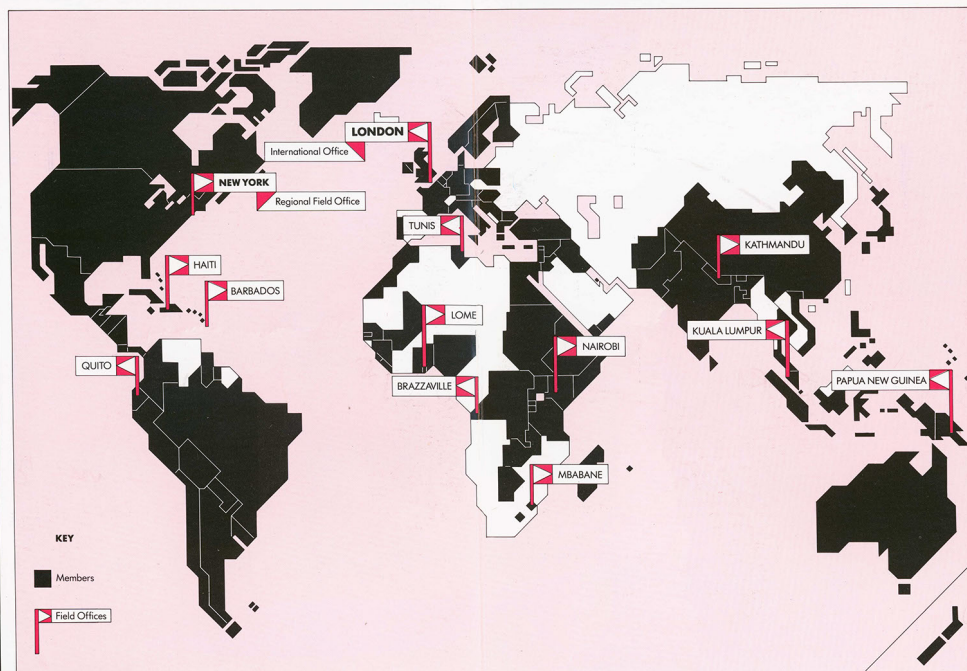 LONDON
International Office
NEW YORK
Regional Field Office
TUNIS
KATHMANDU
HAITI
BARBADOS
LOME
KUALA LUMPUR
NAIROBI
QUITO
BRAZZAVILLE
PAPUA NEW GUINEA
MBABANE
KEY
Members
Field Offices